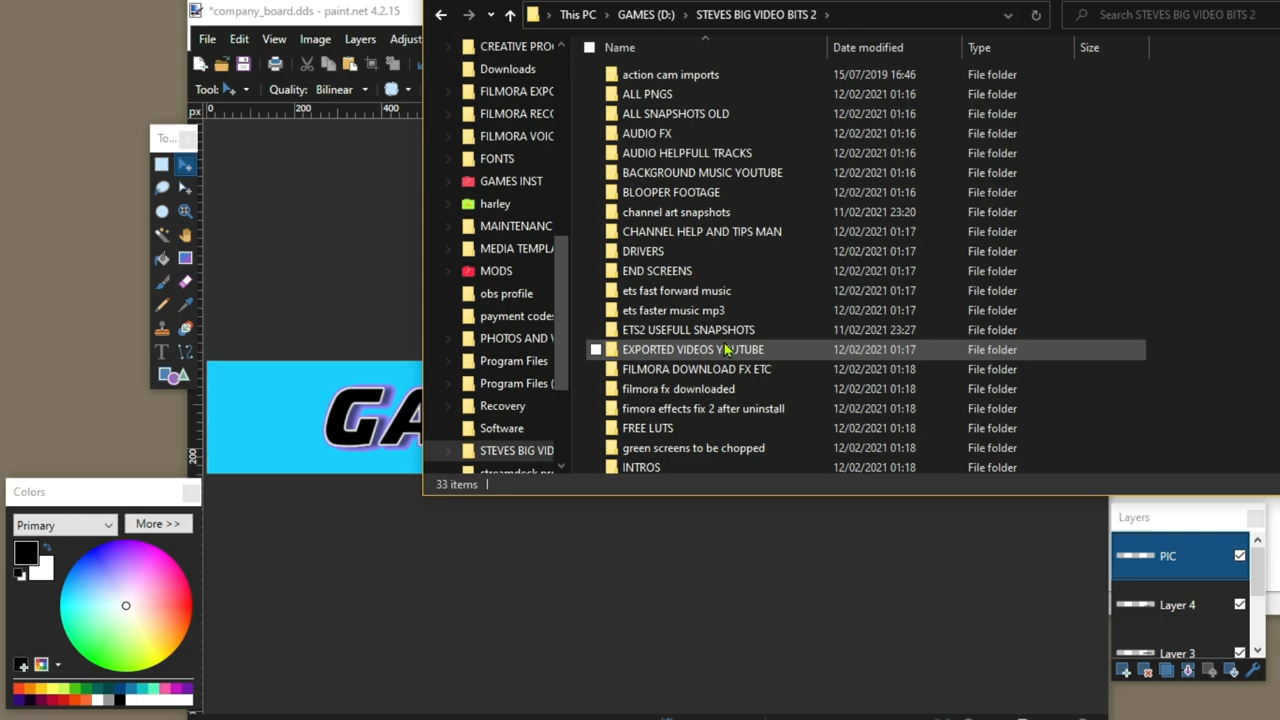 *company_board.dds - paint.net 4.2.15
File Edit View Image Layers Adjust
Tool: Quality: Bilinear
px 0 200 400
200
To...
GA
Colors
Primary More >>
This PC > GAMES (D:) > STEVES BIG VIDEO BITS 2 >
Search STEVES BIG VIDEO BITS 2
CREATIVE PRO
Downloads
FILMORA EXPO
FILMORA RECO
FILMORA VOIC
FONTS
GAMES INST
harley
MAINTENANC
MEDIA TEMPL
MODS
obs profile
payment codes
PHOTOS AND V
Program Files
Program Files (
Recovery
Software
STEVES BIG VID
Name Date modified Type Size
action cam imports 15/07/2019 16:46 File folder
ALL PNGS 12/02/2021 01:16 File folder
ALL SNAPSHOTS OLD 12/02/2021 01:16 File folder
AUDIO FX 12/02/2021 01:16 File folder
AUDIO HELPFULL TRACKS 12/02/2021 01:16 File folder
BACKGROUND MUSIC YOUTUBE 12/02/2021 01:16 File folder
BLOOPER FOOTAGE 12/02/2021 01:16 File folder
channel art snapshots 11/02/2021 23:20 File folder
CHANNEL HELP AND TIPS MAN 12/02/2021 01:17 File folder
DRIVERS 12/02/2021 01:17 File folder
END SCREENS 12/02/2021 01:17 File folder
ets fast forward music 12/02/2021 01:17 File folder
ets faster music mp3 12/02/2021 01:17 File folder
ETS2 USEFULL SNAPSHOTS 11/02/2021 23:27 File folder
EXPORTED VIDEOS YOUTUBE 12/02/2021 01:17 File folder
FILMORA DOWNLOAD FX ETC 12/02/2021 01:18 File folder
filmora fx downloaded 12/02/2021 01:18 File folder
fimora effects fix 2 after uninstall 12/02/2021 01:18 File folder
FREE LUTS 12/02/2021 01:18 File folder
green screens to be chopped 12/02/2021 01:18 File folder
INTROS 12/02/2021 01:18 File folder
33 items
Layers
PIC
Layer 4
Layer 3